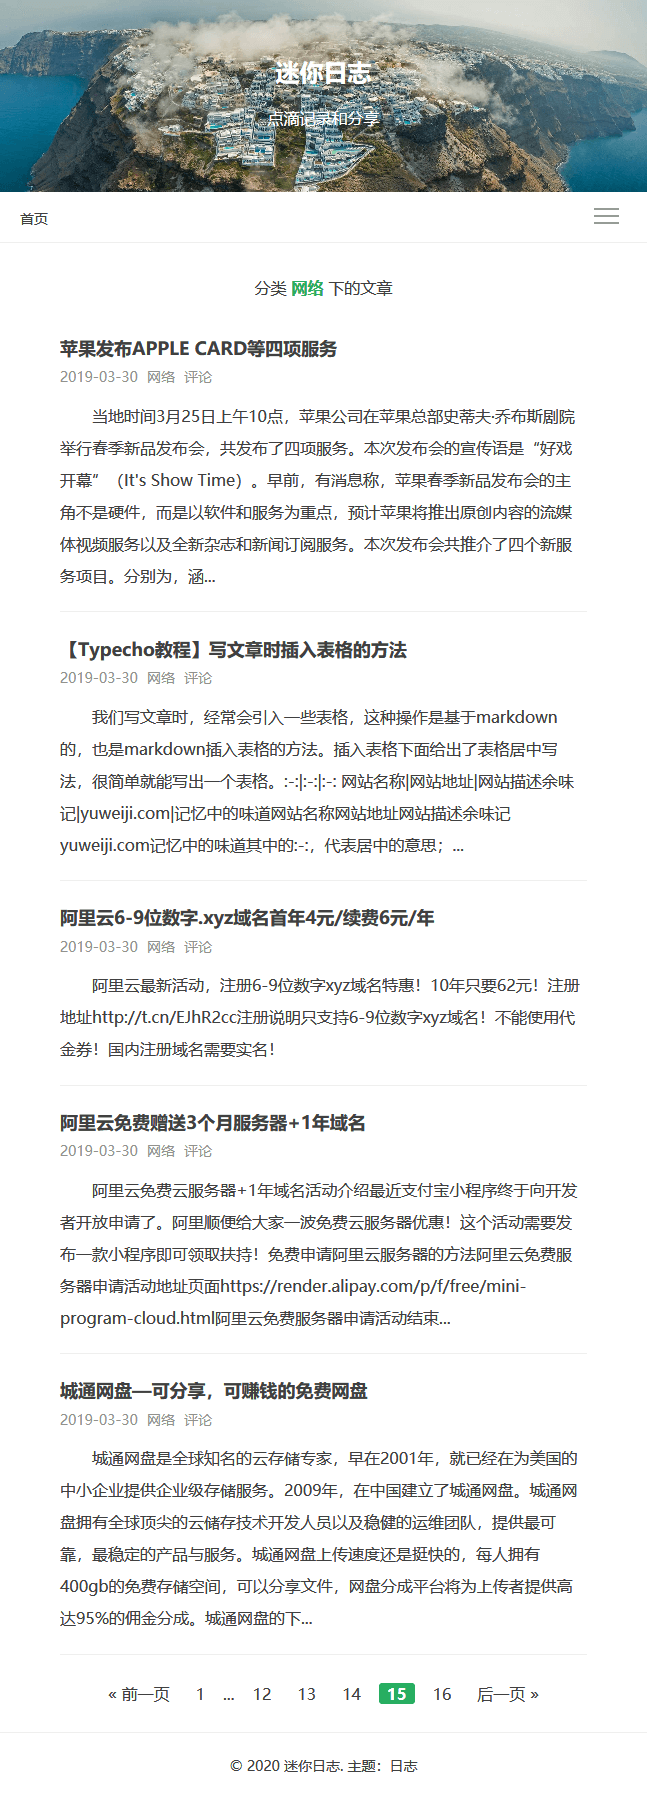 迷你日志
点滴记录和分享
首页
分类 网络 下的文章
苹果发布APPLE CARD等四项服务
2019-03-30 网络 评论
当地时间3月25日上午10点，苹果公司在苹果总部史蒂夫·乔布斯剧院
举行春季新品发布会，共发布了四项服务。本次发布会的宣传语是“好戏
开幕”（It's Show Time）。早前，有消息称，苹果春季新品发布会的主
角不是硬件，而是以软件和服务为重点，预计苹果将推出原创内容的流媒
体视频服务以及全新杂志和新闻订阅服务。本次发布会共推介了四个新服
务项目。分别为，涵...
【Typecho教程】写文章时插入表格的方法
2019-03-30 网络 评论
我们写文章时，经常会引入一些表格，这种操作是基于markdown
的，也是markdown插入表格的方法。插入表格下面给出了表格居中写
法，很简单就能写出一个表格。:-:|:-:|:-: 网站名称|网站地址|网站描述余味
记|yuweiji.com|记忆中的味道网站名称网站地址网站描述余味记
yuweiji.com记忆中的味道其中的:-:，代表居中的意思；...
阿里云6-9位数字.xyz域名首年4元/续费6元/年
2019-03-30 网络 评论
阿里云最新活动，注册6-9位数字xyz域名特惠！10年只要62元！注册
地址http://t.cn/EJhR2cc注册说明只支持6-9位数字xyz域名！不能使用代
金券！国内注册域名需要实名！
阿里云免费赠送3个月服务器+1年域名
2019-03-30 网络 评论
阿里云免费云服务器+1年域名活动介绍最近支付宝小程序终于向开发
者开放申请了。阿里顺便给大家一波免费云服务器优惠！这个活动需要发
布一款小程序即可领取扶持！免费申请阿里云服务器的方法阿里云免费服
务器申请活动地址页面https://render.alipay.com/p/f/free/mini-
program-cloud.html阿里云免费服务器申请活动结束...
城通网盘—可分享，可赚钱的免费网盘
2019-03-30 网络 评论
城通网盘是全球知名的云存储专家，早在2001年，就已经在为美国的
中小企业提供企业级存储服务。2009年，在中国建立了城通网盘。城通网
盘拥有全球顶尖的云储存技术开发人员以及稳健的运维团队，提供最可
靠，最稳定的产品与服务。城通网盘上传速度还是挺快的，每人拥有
400gb的免费存储空间，可以分享文件，网盘分成平台将为上传者提供高
达95%的佣金分成。城通网盘的下...
« 前一页 1 ... 12 13 14 15 16 后一页 »
© 2020 迷你日志. 主题：日志